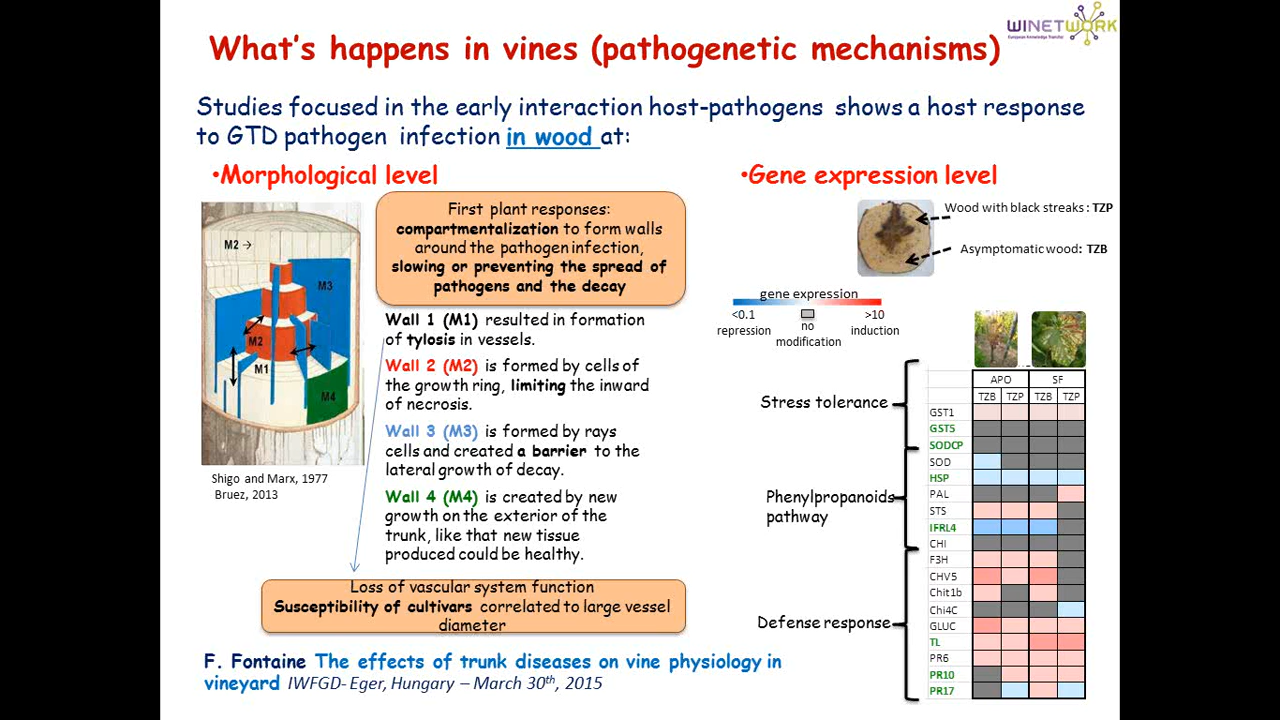 WINETWORK
European Knowledge Transfer
What's happens in vines (pathogenetic mechanisms)
Studies focused in the early interaction host-pathogens shows a host response
to GTD pathogen infection in wood at:
•Morphological level
M2 →
M3
M2
M1
M4
Shigo and Marx, 1977
Bruez, 2013
First plant responses:
compartmentalization to form walls
around the pathogen infection,
slowing or preventing the spread of
pathogens and the decay
Wall 1 (M1) resulted in formation
of tylosis in vessels.
Wall 2 (M2) is formed by cells of
the growth ring, limiting the inward
of necrosis.
Wall 3 (M3) is formed by rays
cells and created a barrier to the
lateral growth of decay.
Wall 4 (M4) is created by new
growth on the exterior of the
trunk, like that new tissue
produced could be healthy.
Loss of vascular system function
Susceptibility of cultivars correlated to large vessel
diameter
•Gene expression level
Wood with black streaks : TZP
Asymptomatic wood: TZB
gene expression
<0.1
repression
no
modification
>10
induction
Stress tolerance
Phenylpropanoids
pathway
Defense response
APO SF
TZB TZP TZB TZP
GST1
GST5
SODCP
SOD
HSP
PAL
STS
IFRL4
CHI
F3H
CHV5
Chit1b
Chi4C
GLUC
TL
PR6
PR10
PR17
F. Fontaine The effects of trunk diseases on vine physiology in
vineyard IWFGD- Eger, Hungary – March 30th, 2015